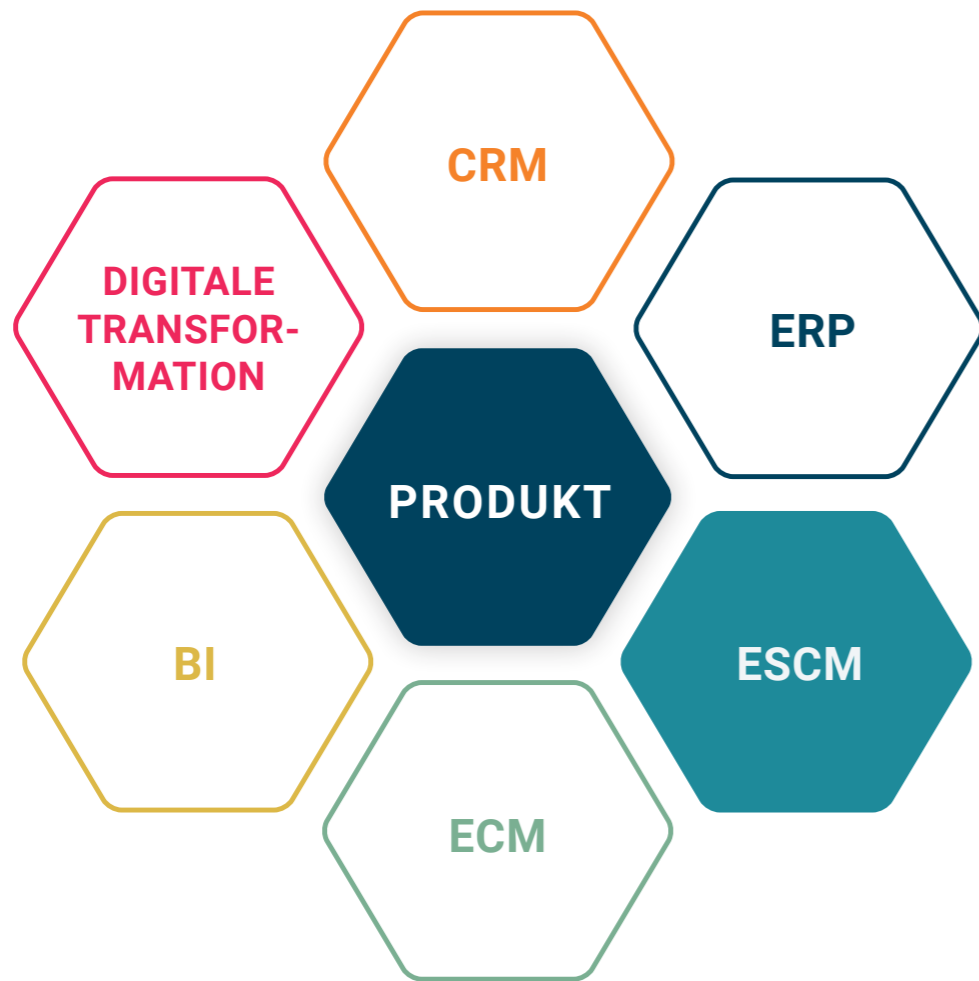 CRM
DIGITALE
TRANSFOR-
MATION
ERP
PRODUKT
BI
ESCM
ECM